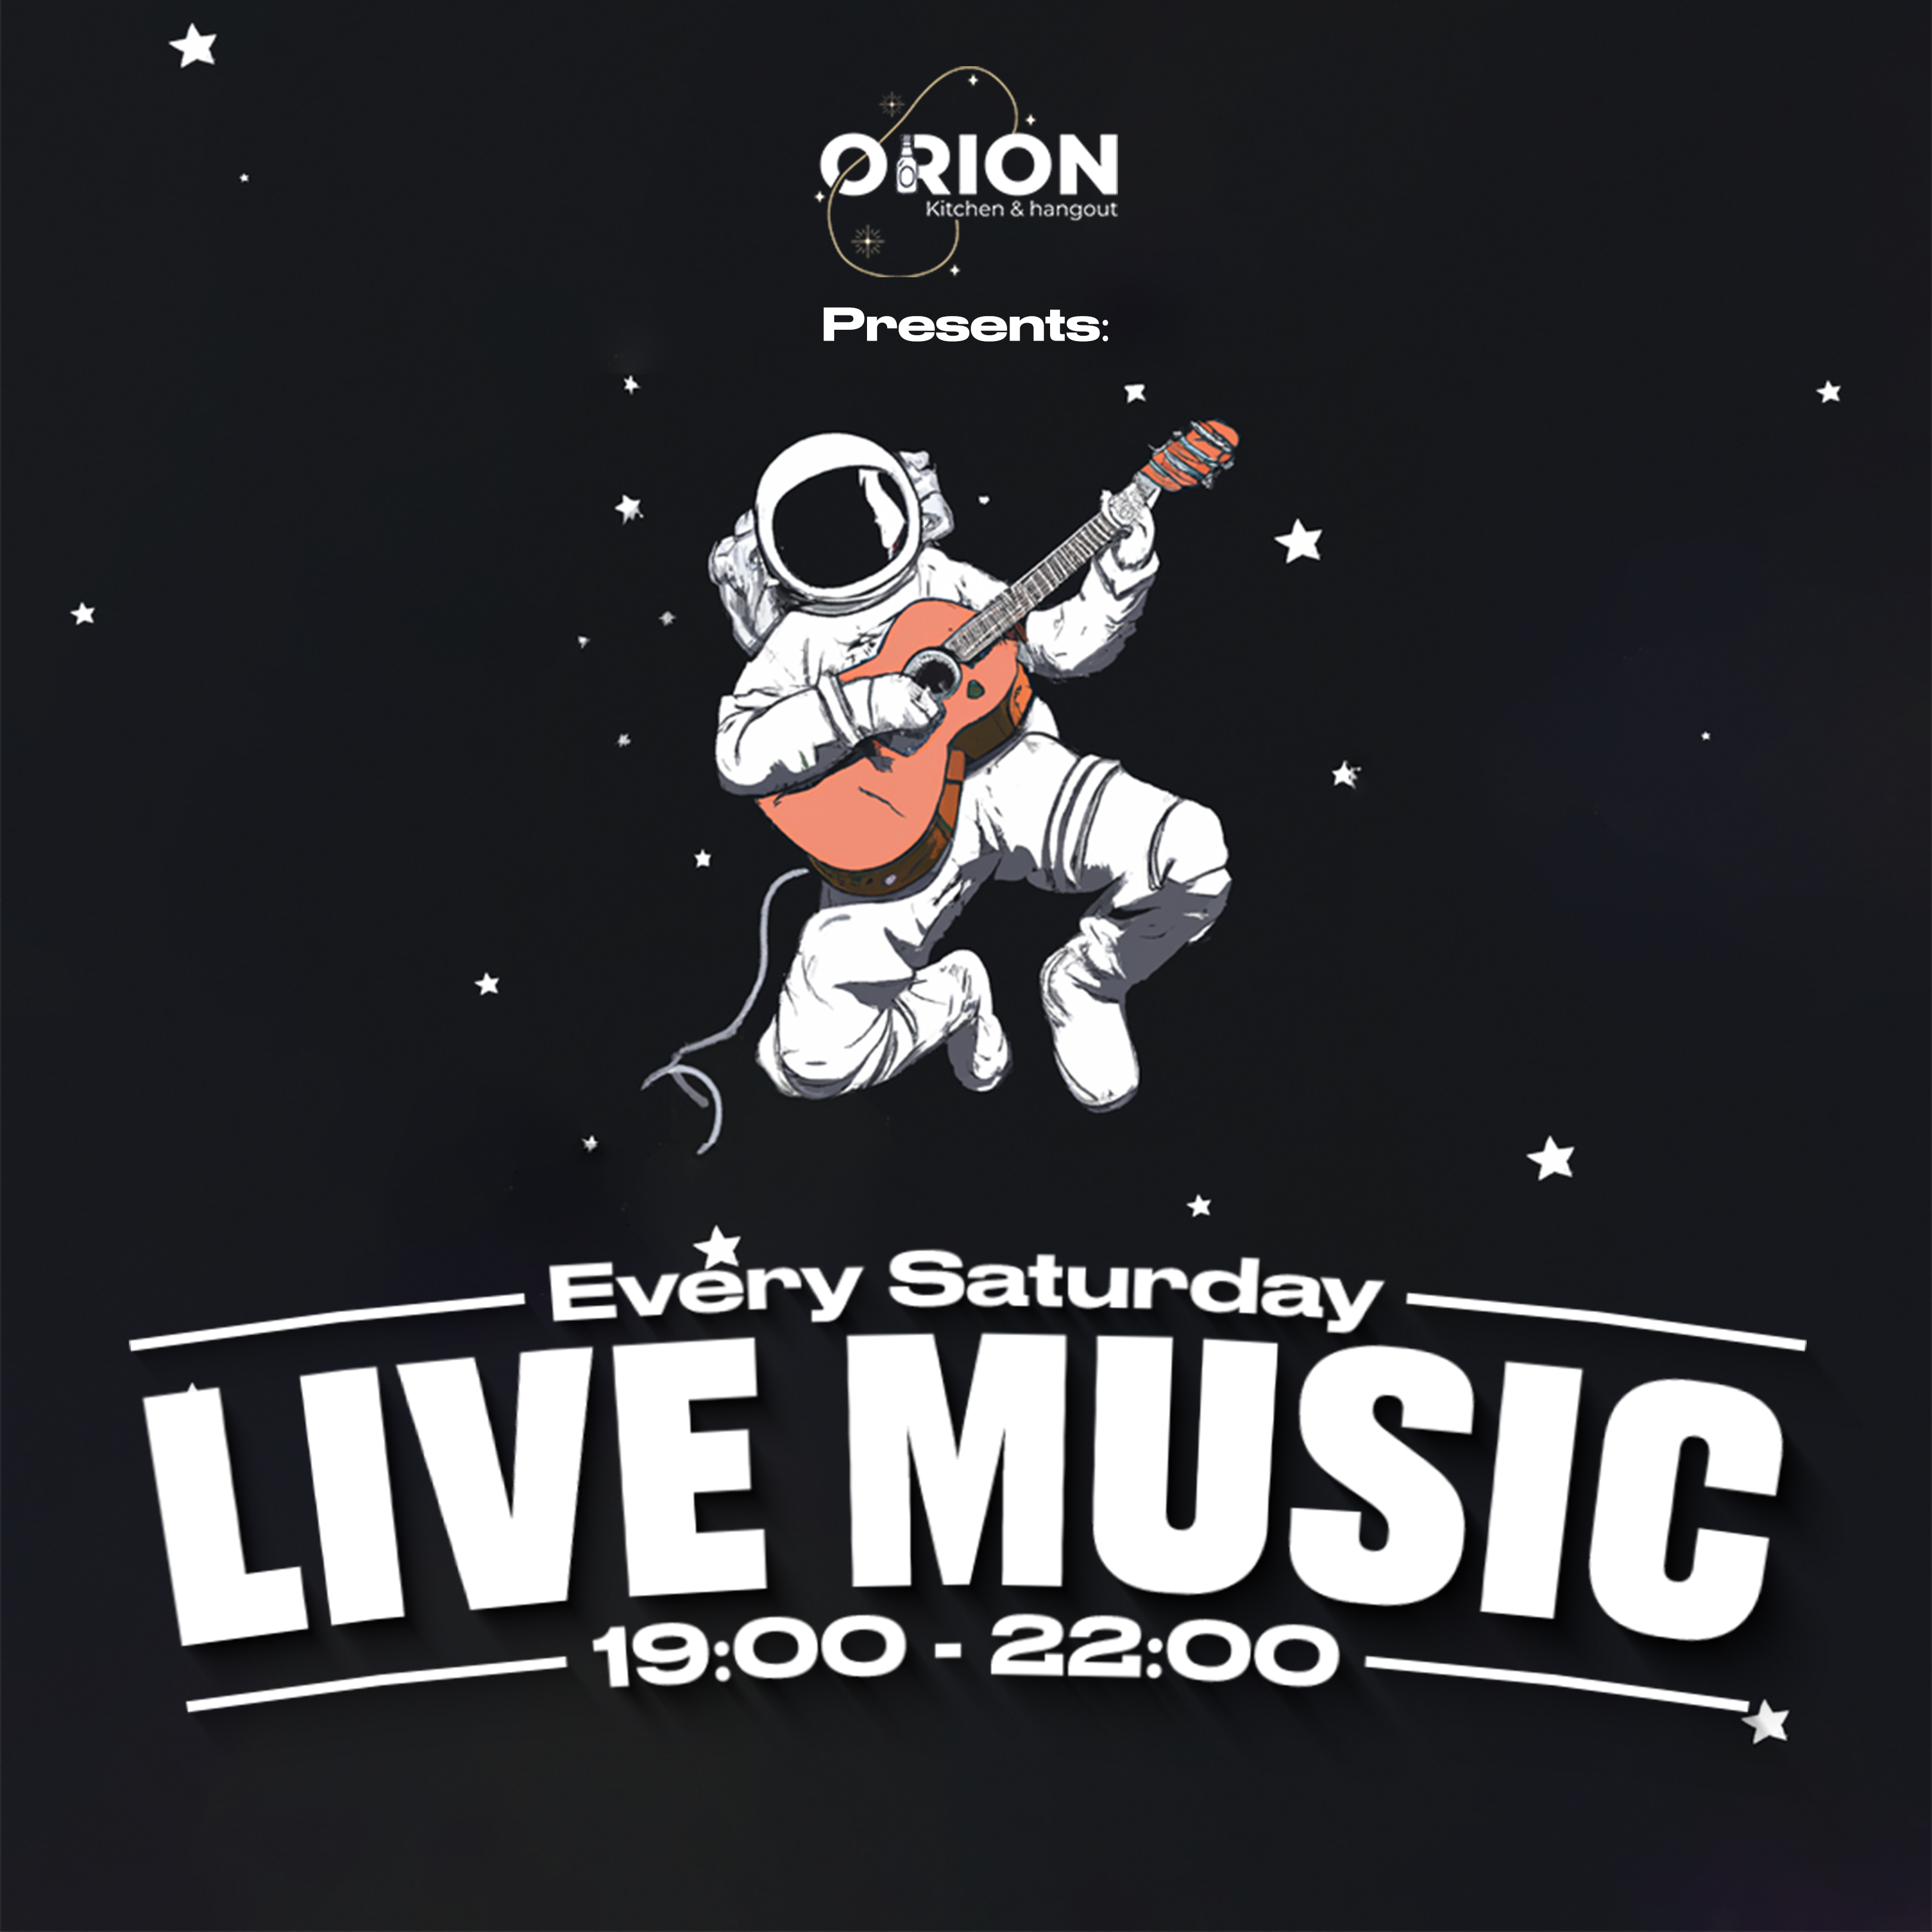 ORION
Kitchen & hangout
Presents:
Every Saturday
LIVE MUSIC
19:00 - 22:00